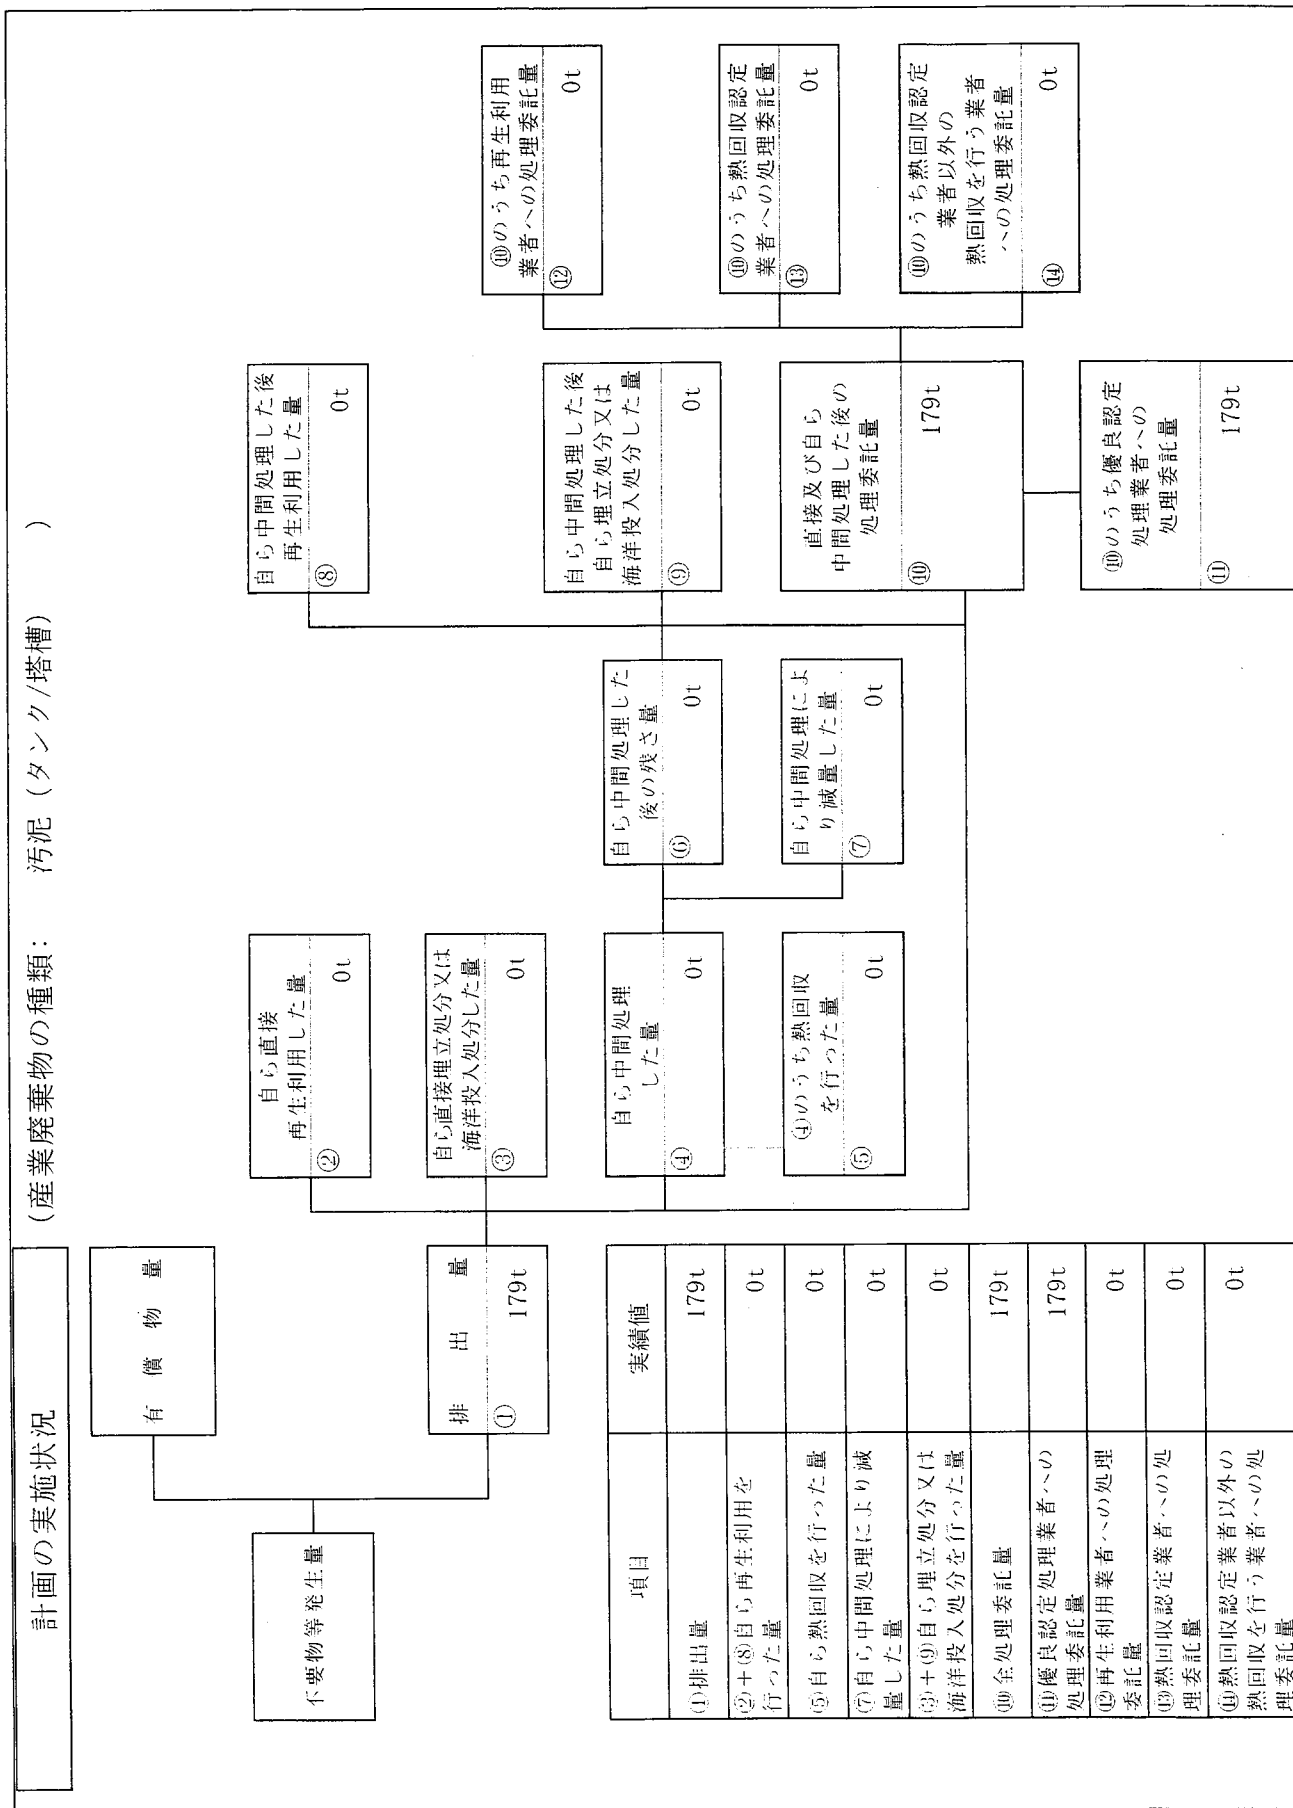 計画の実施状況
（産業廃棄物の種類： 汚泥（タンク/塔槽） ）
不要物等発生量
有 償 物 量
排 出 量
① 179t
自ら直接
再生利用した量
② 0t
自ら直接埋立処分又は
海洋投入処分した量
③ 0t
自ら中間処理
した量
④ 0t
④のうち熱回収
を行った量
⑤ 0t
自ら中間処理した
後の残さ量
⑥ 0t
自ら中間処理によ
り減量した量
⑦ 0t
自ら中間処理した後
再生利用した量
⑧ 0t
自ら中間処理した後
自ら埋立処分又は
海洋投入処分した量
⑨ 0t
直接及び自ら
中間処理した後の
処理委託量
⑩ 179t
⑩のうち優良認定
処理業者への
処理委託量
⑪ 179t
⑩のうち再生利用
業者への処理委託量
⑫ 0t
⑩のうち熱回収認定
業者への処理委託量
⑬ 0t
⑩のうち熱回収認定
業者以外の
熱回収を行う業者
への処理委託量
⑭ 0t
項目 実績値
①排出量 179t
②＋⑧自ら再生利用を
行った量 0t
⑤自ら熱回収を行った量 0t
⑦自ら中間処理により減
量した量 0t
③＋⑨自ら埋立処分又は
海洋投入処分を行った量 0t
⑩全処理委託量 179t
⑪優良認定処理業者への
処理委託量 179t
⑫再生利用業者への処理
委託量 0t
⑬熱回収認定業者への処
理委託量 0t
⑭熱回収認定業者以外の
熱回収を行う業者への処
理委託量 0t